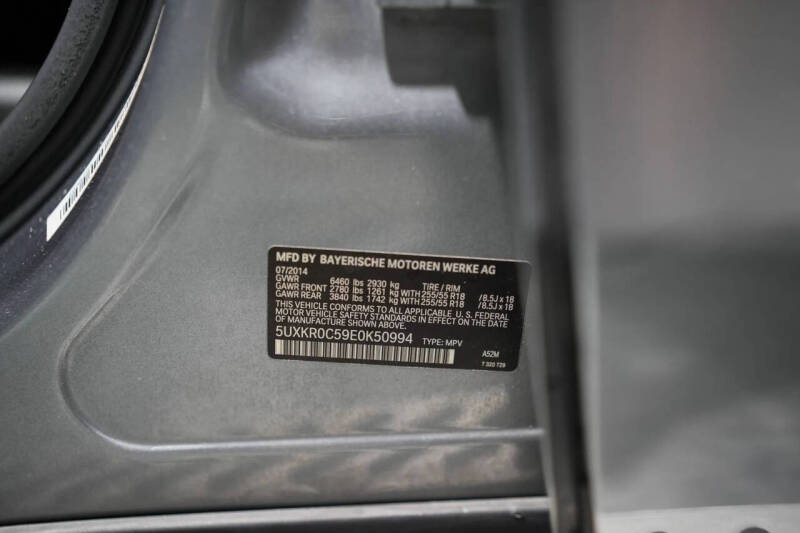 MFD BY BAYERISCHE MOTOREN WERKE AG
07/2014
GVWR 6460 lbs 2930 kg TIRE / RIM
GAWR FRONT 2780 lbs 1261 kg WITH 255/55 R18 / 8.5J x 18
GAWR REAR 3840 lbs 1742 kg WITH 255/55 R18 / 8.5J x 18
THIS VEHICLE CONFORMS TO ALL APPLICABLE U.S. FEDERAL
MOTOR VEHICLE SAFETY STANDARDS IN EFFECT ON THE
DATE OF MANUFACTURE SHOWN ABOVE.
5UXKR0C59E0K50994 TYPE: MPV
A52M
7 320 729